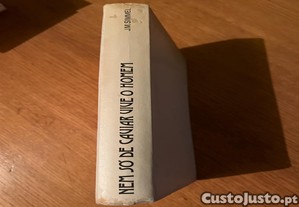 J.M. SIMMEL
NEM SÓ DE CAVIAR VIVE O HOMEM
CustoJusto.pt